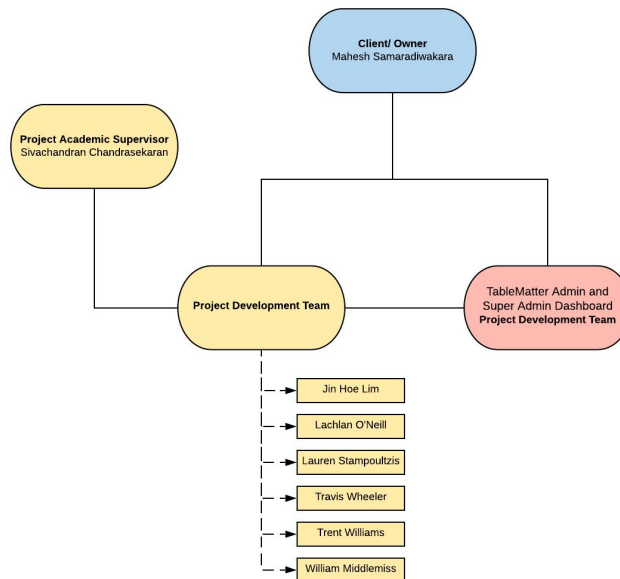 Client/ Owner
Mahesh Samaradiwakara
Project Academic Supervisor
Sivachandran Chandrasekaran
Project Development Team
TableMatter Admin and
Super Admin Dashboard
Project Development Team
Jin Hoe Lim
Lachlan O'Neill
Lauren Stampoultzis
Travis Wheeler
Trent Williams
William Middlemiss